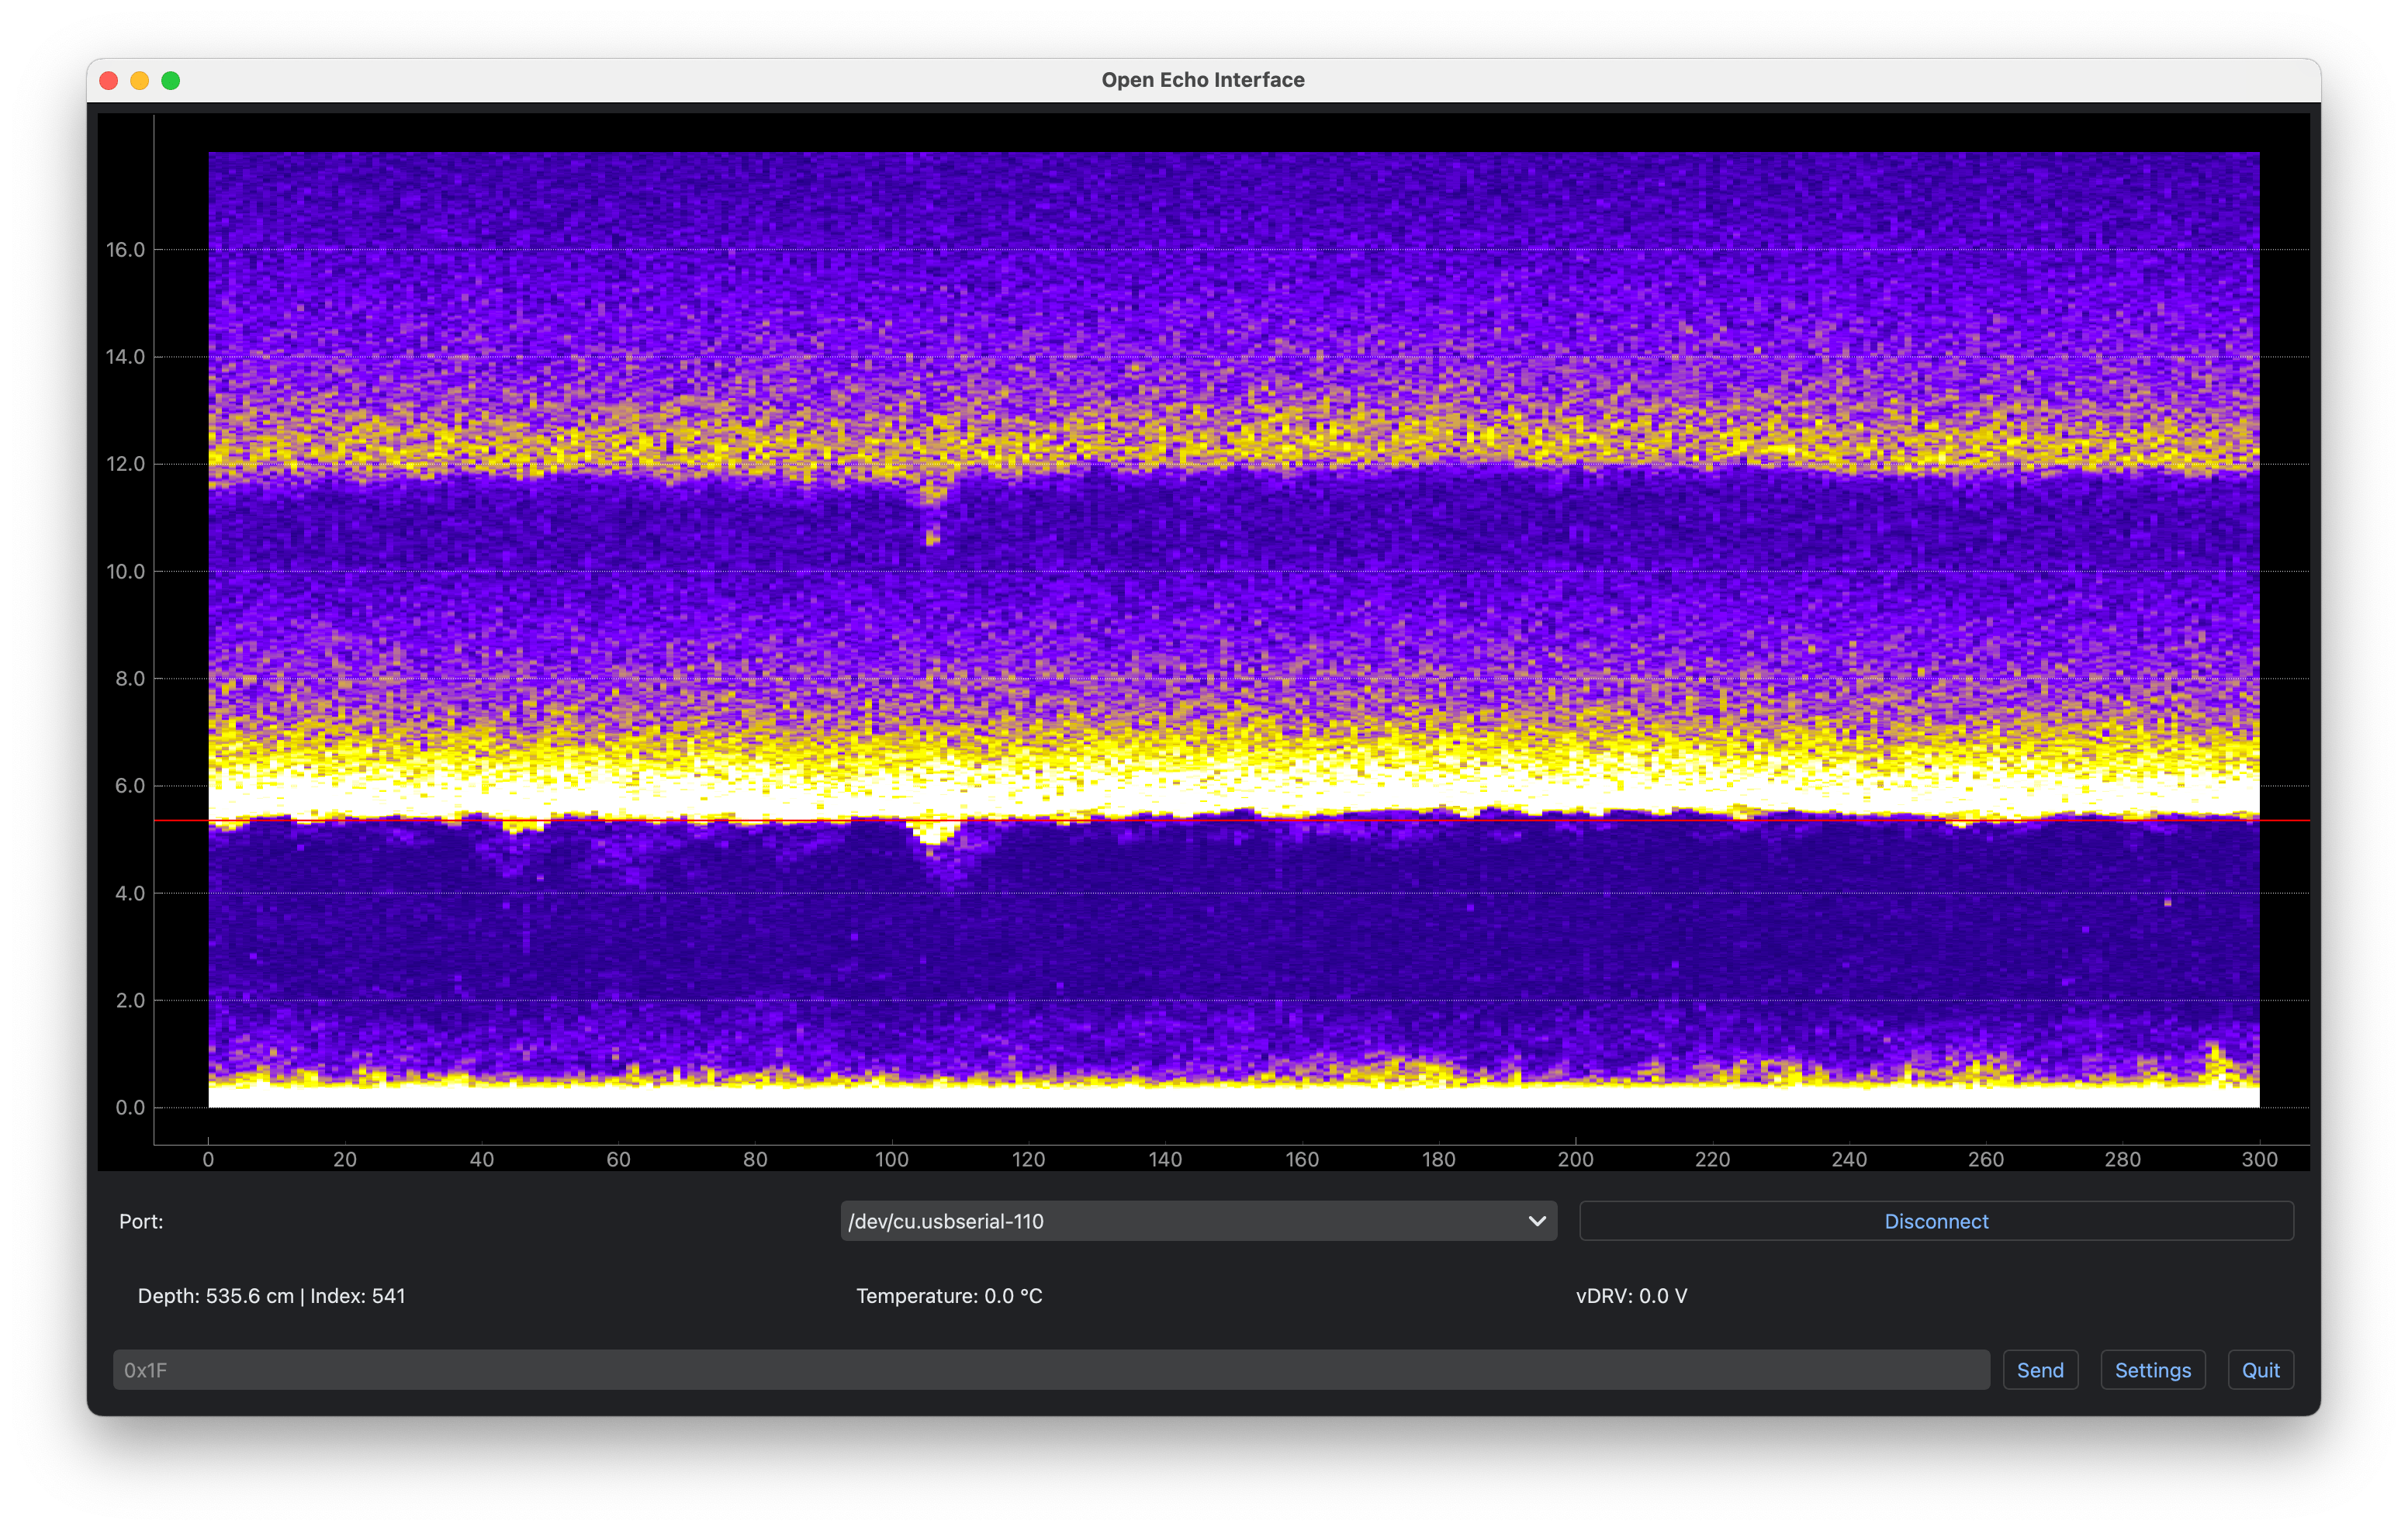 Open Echo Interface
16.0
14.0
12.0
10.0
8.0
6.0
4.0
2.0
0.0
0 20 40 60 80 100 120 140 160 180 200 220 240 260 280 300
Port: /dev/cu.usbserial-110 Disconnect
Depth: 535.6 cm | Index: 541 Temperature: 0.0 °C vDRV: 0.0 V
0x1F Send Settings Quit